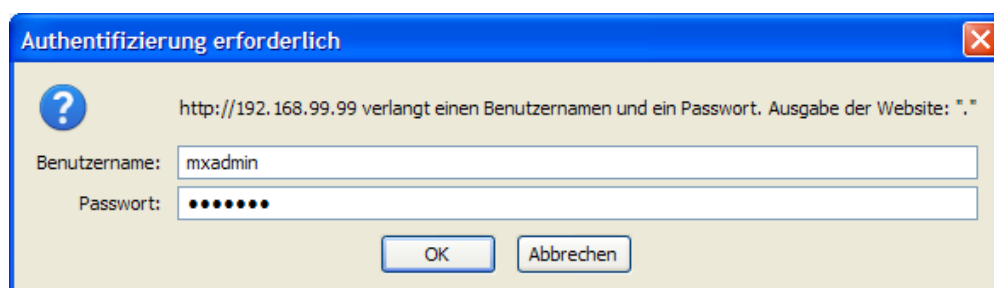 Authentifizierung erforderlich
http://192.168.99.99 verlangt einen Benutzernamen und ein Passwort. Ausgabe der Website: "."
Benutzername: mxadmin
Passwort: •••••••
OK Abbrechen